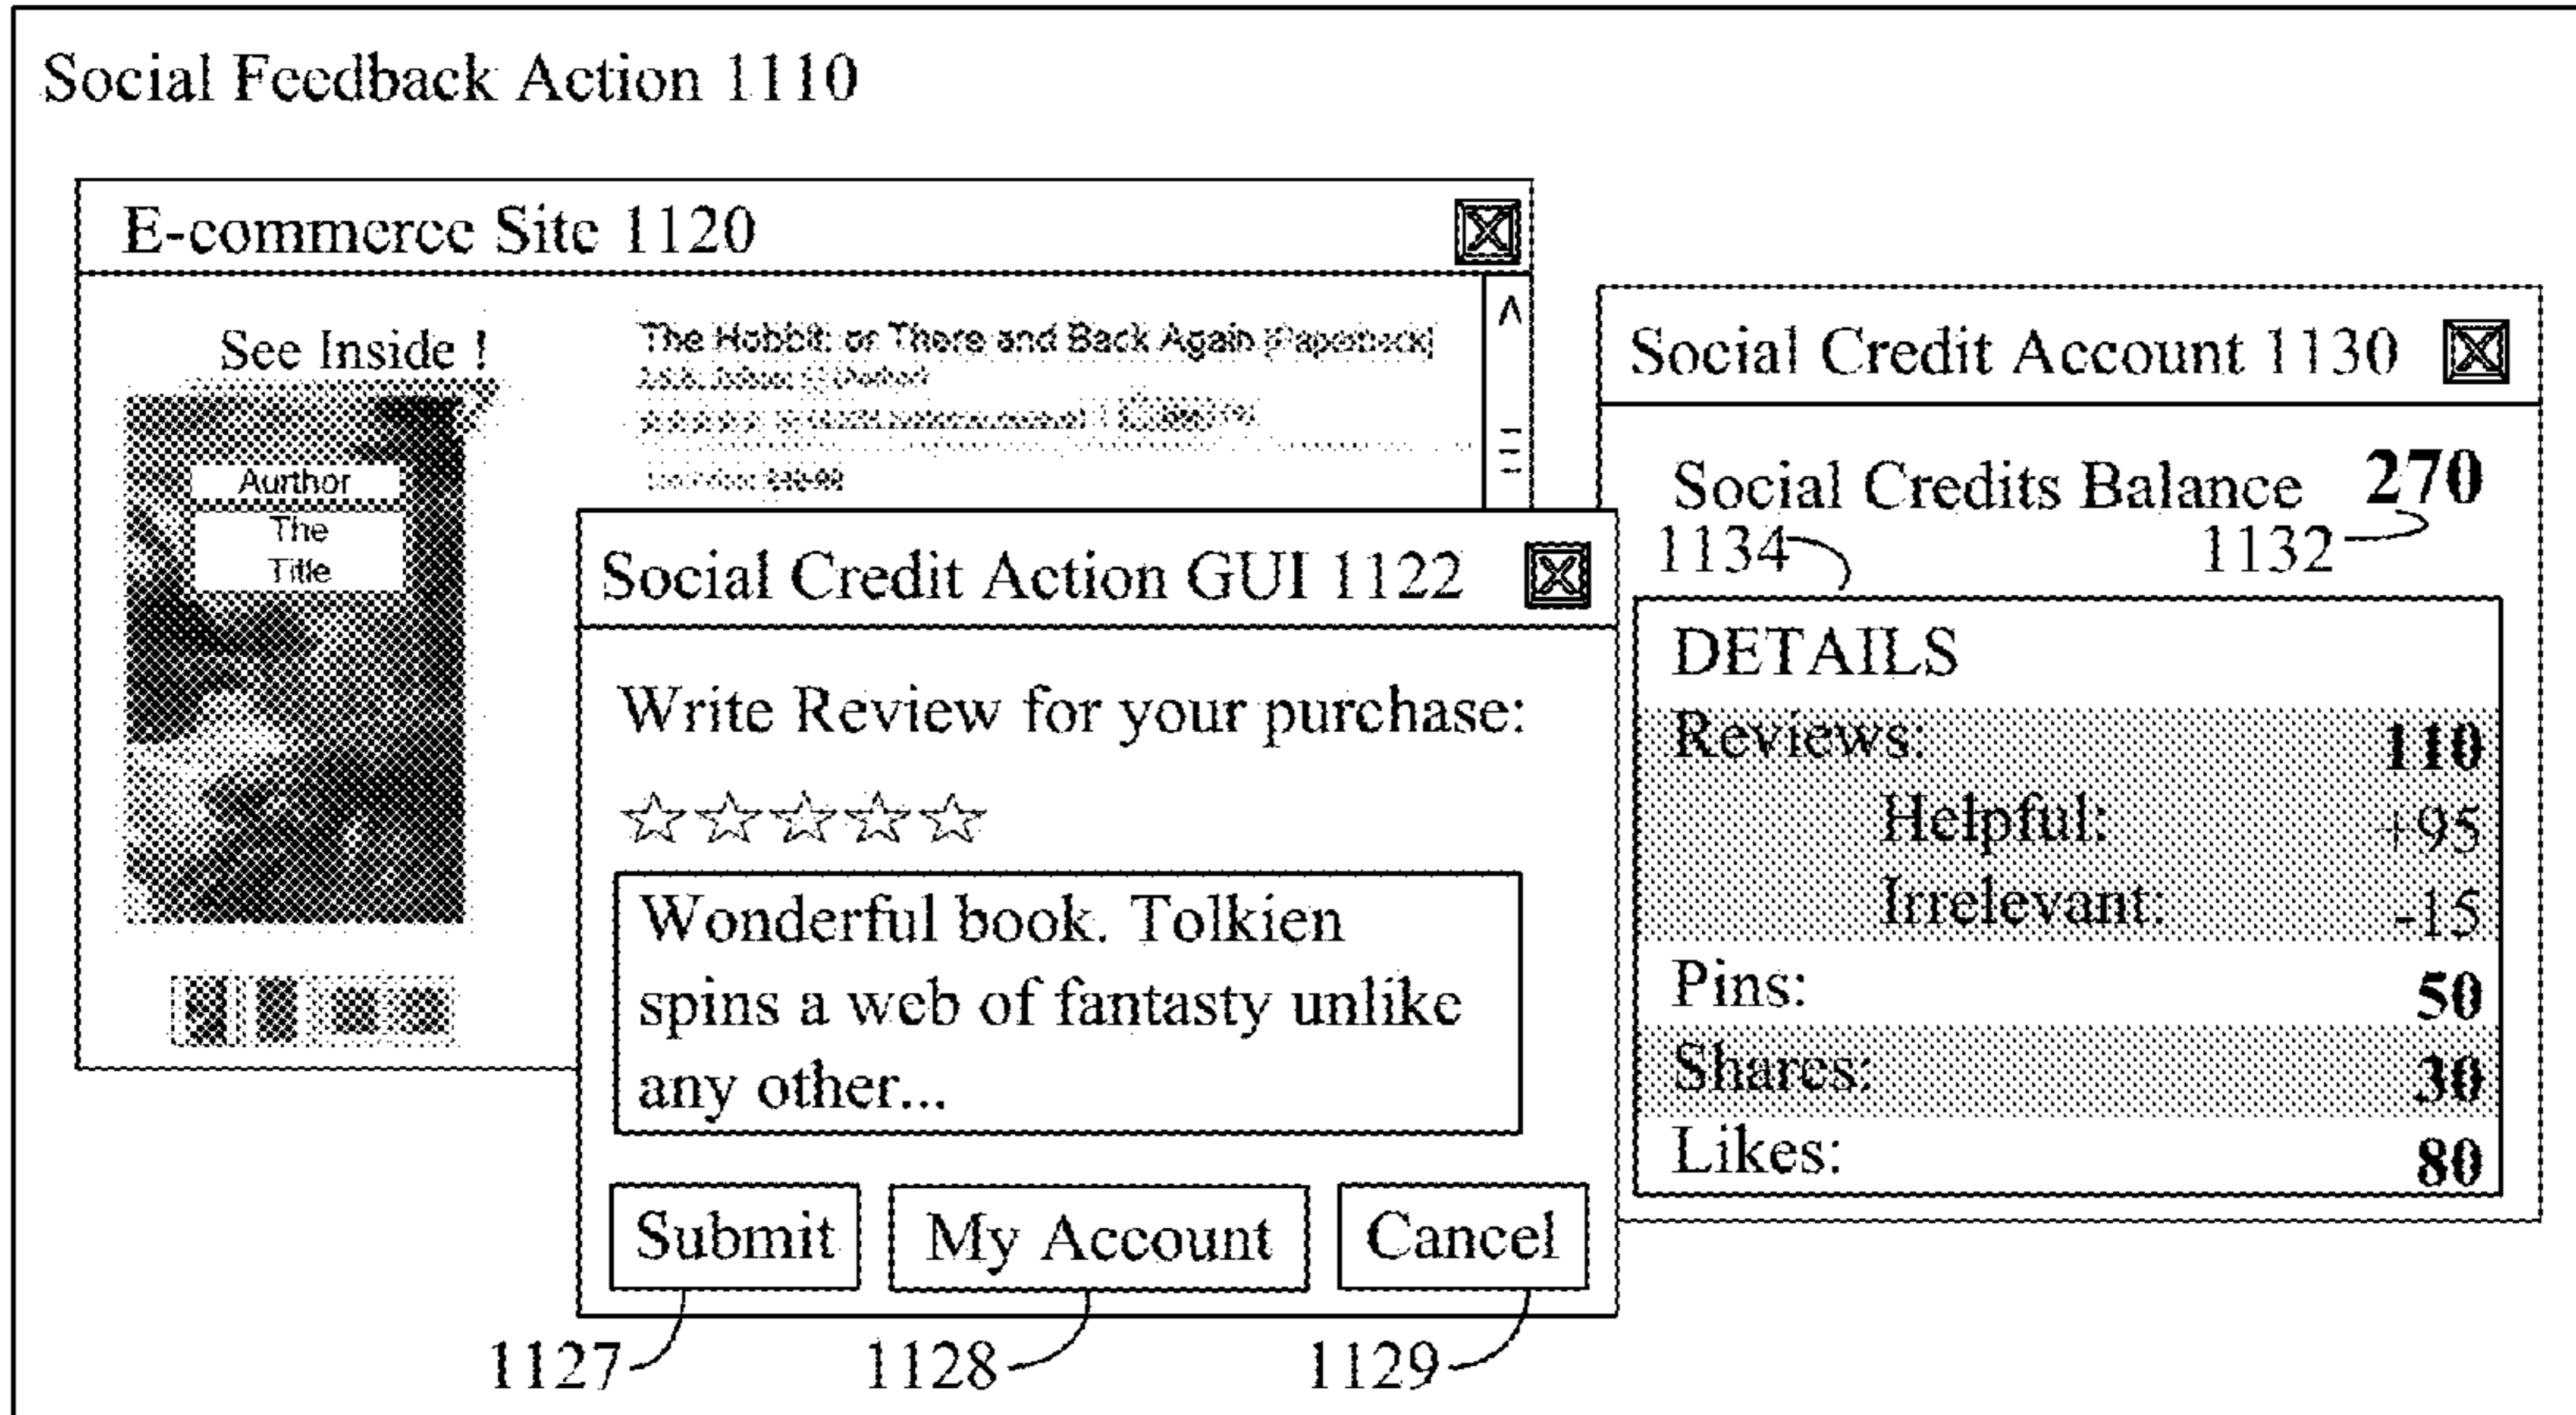 Social Feedback Action 1110
E-commerce Site 1120
See Inside !
Aurthor
The
Title
The Hobbit: or There and Back Again [Paperback]
Social Credit Action GUI 1122
Write Review for your purchase:
Wonderful book. Tolkien
spins a web of fantasty unlike
any other...
Submit
My Account
Cancel
1127
1128
1129
Social Credit Account 1130
Social Credits Balance 270
1134
1132
DETAILS
Reviews: 110
Helpful: +95
Irrelevant: -15
Pins: 50
Shares: 30
Likes: 80